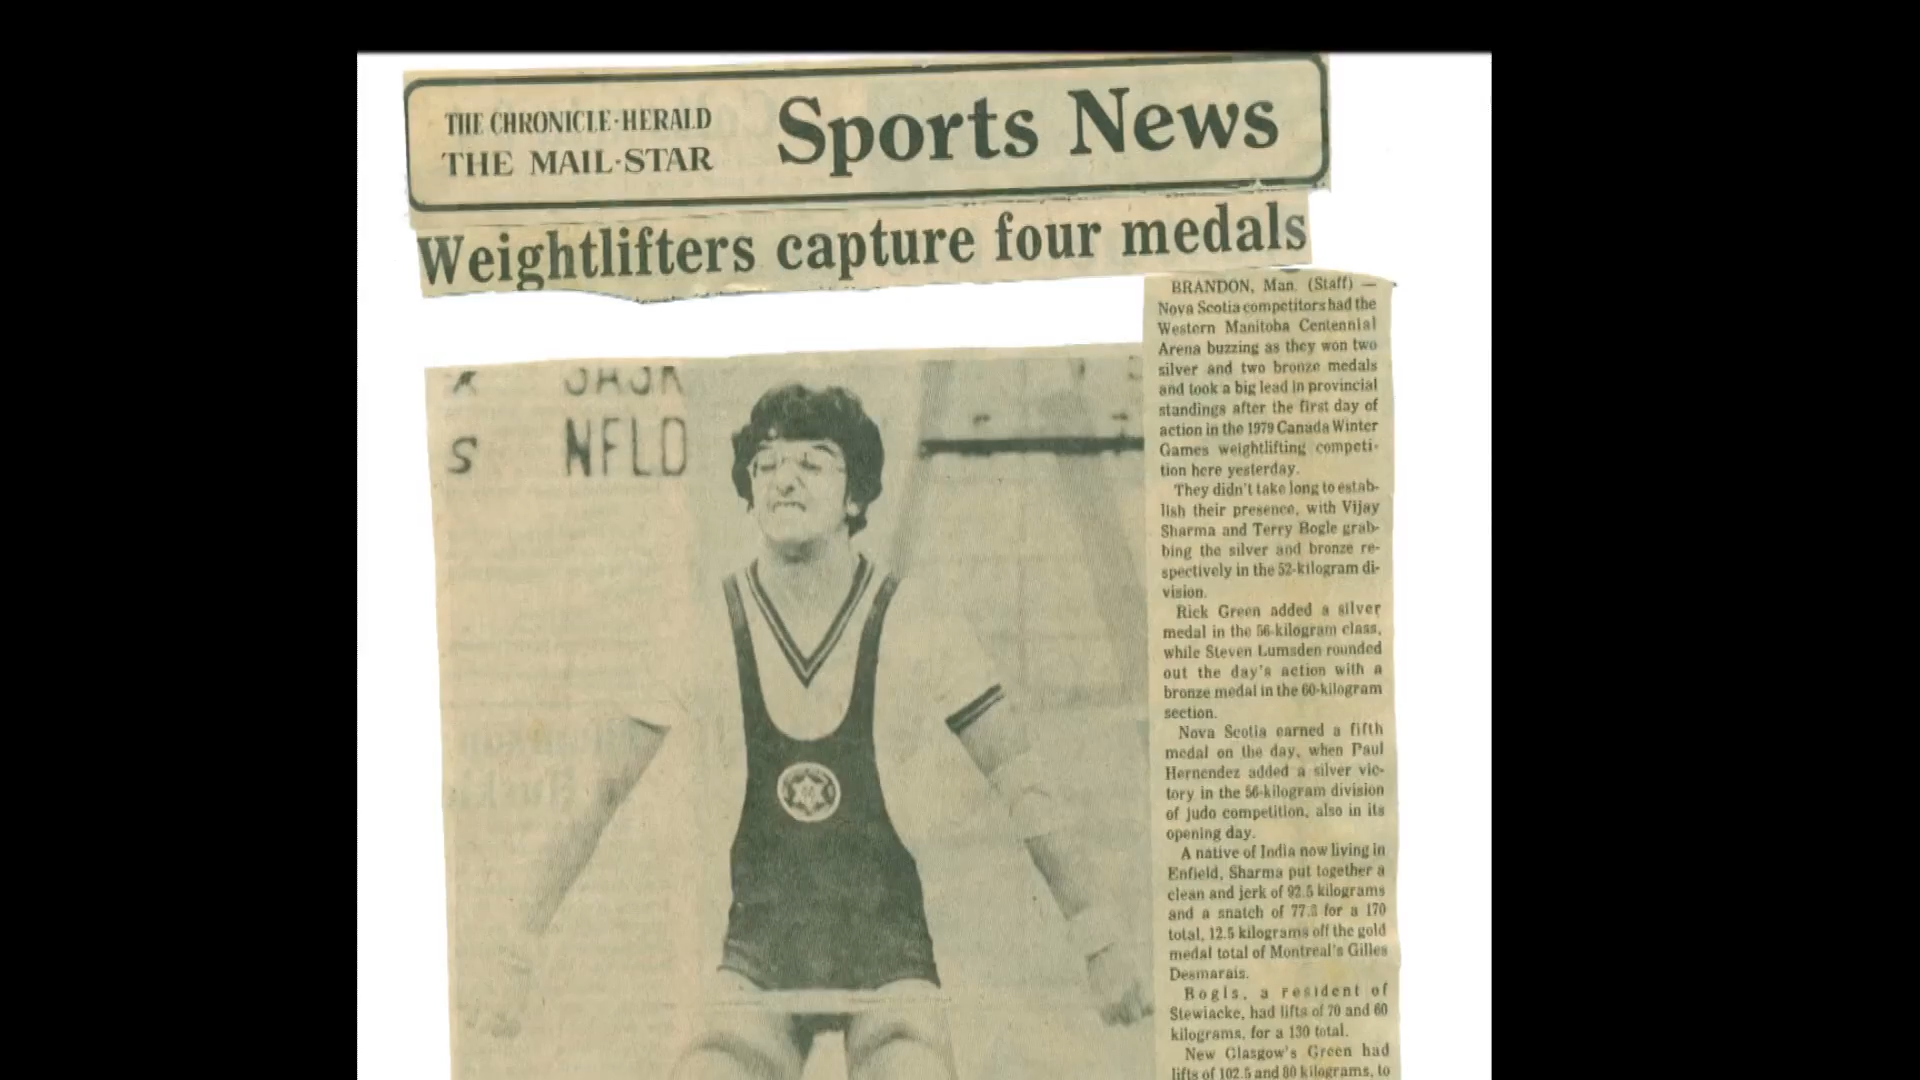 THE CHRONICLE-HERALD
THE MAIL-STAR
Sports News
Weightlifters capture four medals
BRANDON, Man. (Staff) —
Nova Scotia competitors had the
Western Manitoba Centennial
Arena buzzing as they won two
silver and two bronze medals
and took a big lead in provincial
standings after the first day of
action in the 1979 Canada Winter
Games weightlifting competi-
tion here yesterday.
They didn't take long to estab-
lish their presence, with Vijay
Sharma and Terry Bogle grab-
bing the silver and bronze re-
spectively in the 52-kilogram di-
vision.
Rick Green added a silver
medal in the 56-kilogram class,
while Steven Lumsden rounded
out the day's action with a
bronze medal in the 60-kilogram
section.
Nova Scotia earned a fifth
medal on the day, when Paul
Hernendez added a silver vic-
tory in the 56-kilogram division
of judo competition, also in its
opening day.
A native of India now living in
Enfield, Sharma put together a
clean and jerk of 92.5 kilograms
and a snatch of for a 170
total, 12.5 kilograms off the gold
medal total of Montreal's Gilles
Desmarais.
Bogls, a resident of
Stewiacke, had lifts of 70 and 60
kilograms, for a 130 total.
New Glasgow's Green had
lifts of 102.5 and 80 kilograms, to
S NFLD